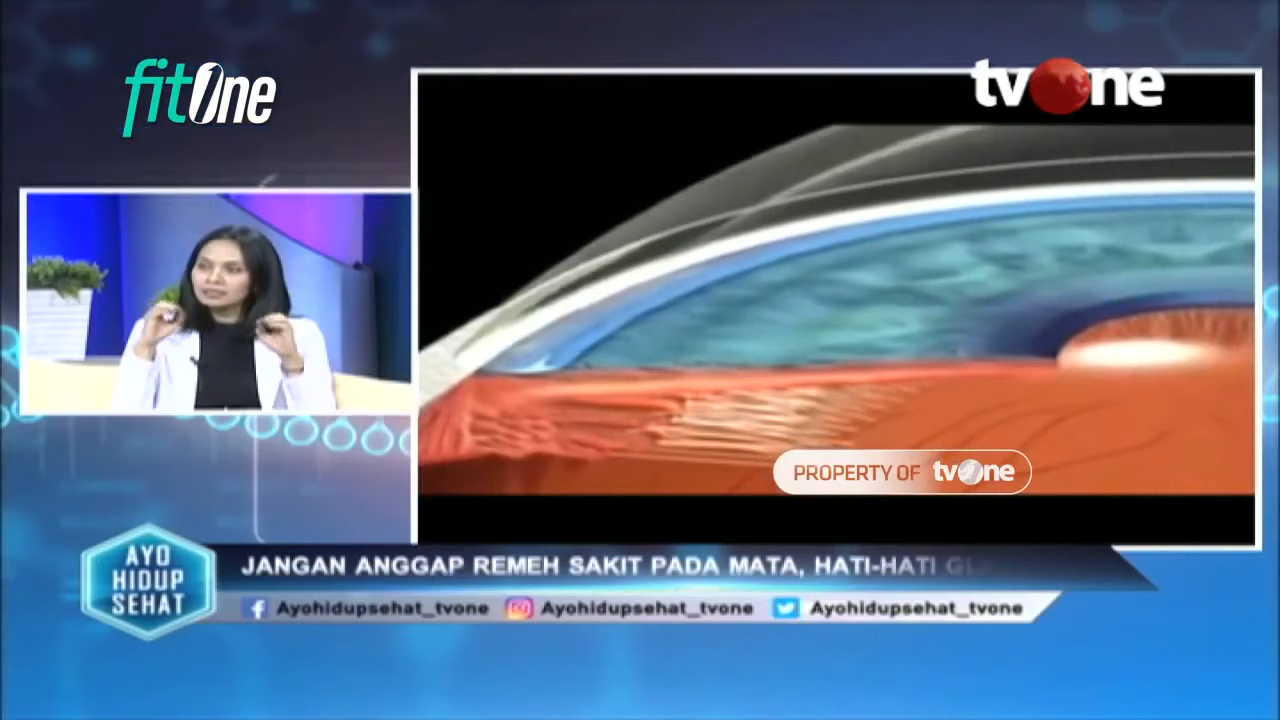 fitOne
tvOne
PROPERTY OF tvOne
AYO
HIDUP
SEHAT
JANGAN ANGGAP REMEH SAKIT PADA MATA, HATI-HATI
Ayohidupsehat_tvone Ayohidupsehat_tvone Ayohidupsehat_tvone